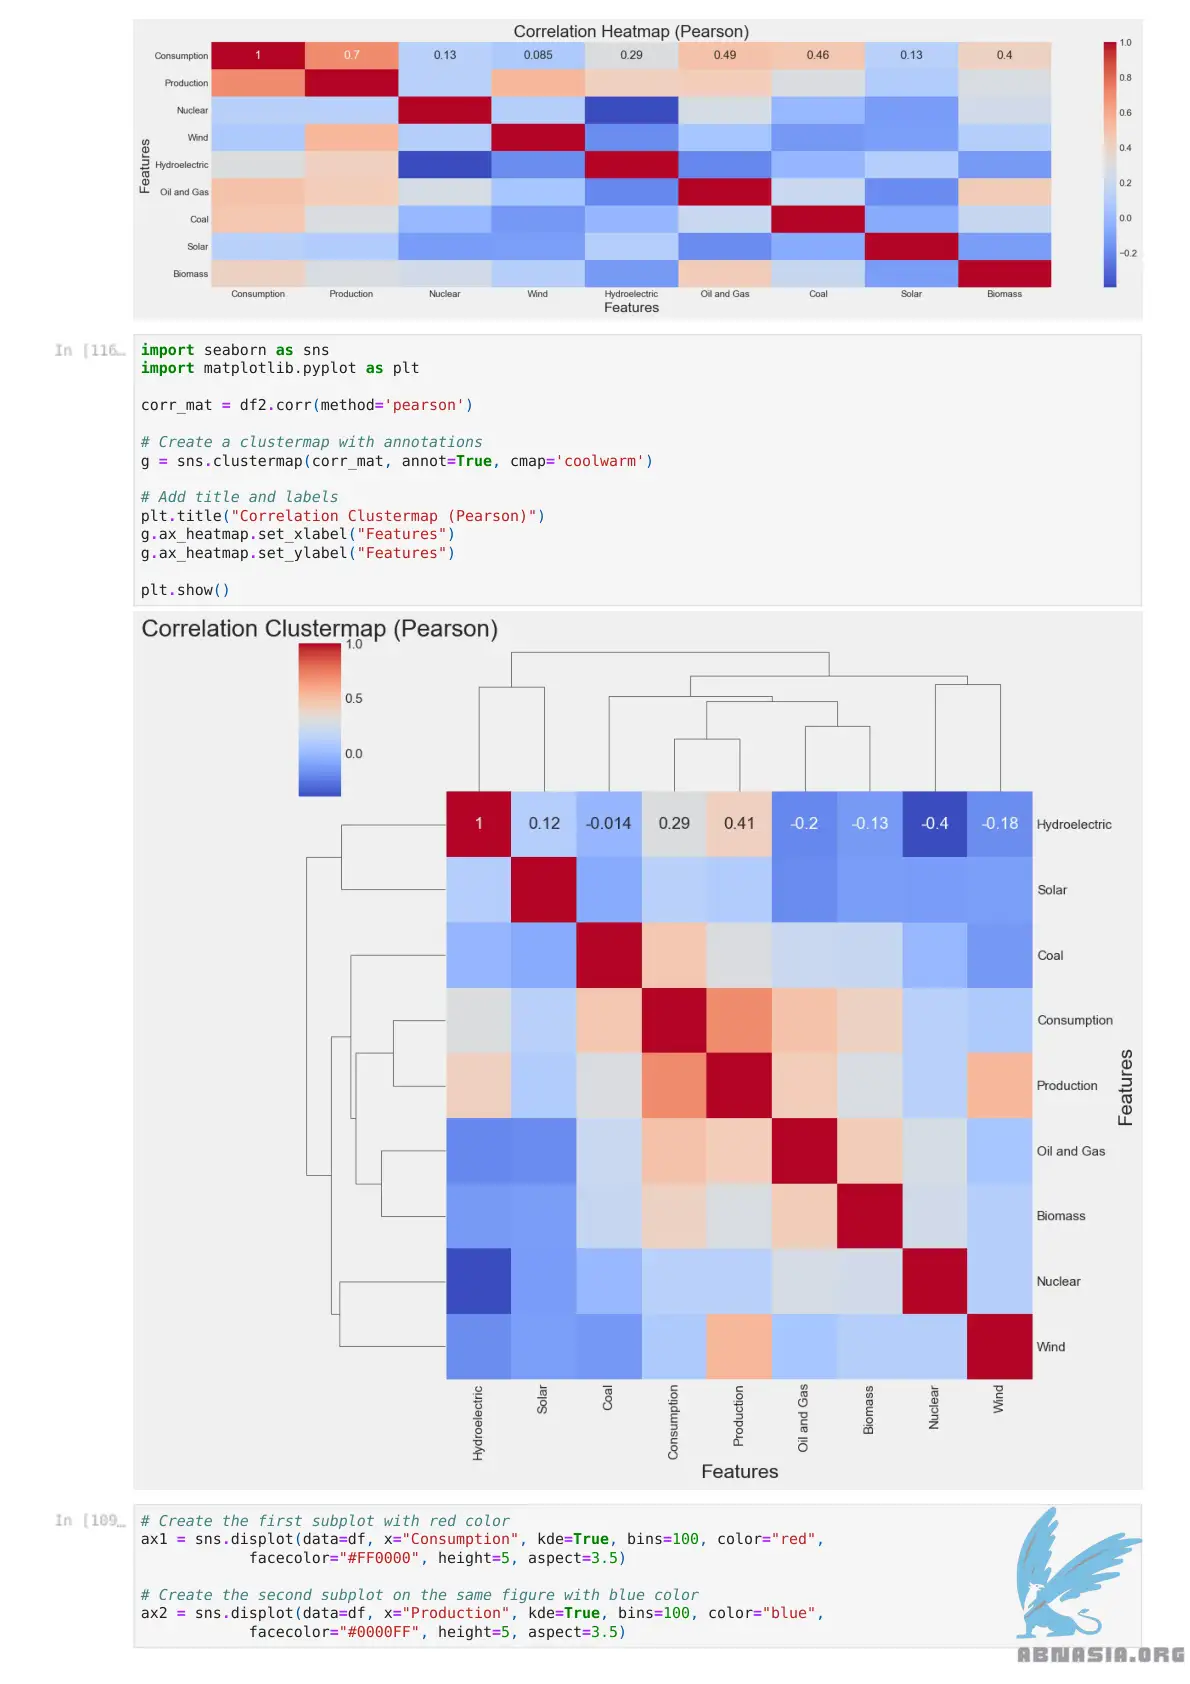 Correlation Heatmap (Pearson)
Consumption 1 0.7 0.13 0.085 0.29 0.49 0.46 0.13 0.4
Production
Nuclear
Wind
Hydroelectric
Oil and Gas
Coal
Solar
Biomass
Features
Consumption Production Nuclear Wind Hydroelectric Oil and Gas Coal Solar Biomass
Features
1.0
0.8
0.6
0.4
0.2
0.0
−0.2
In [116…
import seaborn as sns
import matplotlib.pyplot as plt
corr_mat = df2.corr(method='pearson')
# Create a clustermap with annotations
g = sns.clustermap(corr_mat, annot=True, cmap='coolwarm')
# Add title and labels
plt.title("Correlation Clustermap (Pearson)")
g.ax_heatmap.set_xlabel("Features")
g.ax_heatmap.set_ylabel("Features")
plt.show()
Correlation Clustermap (Pearson)
1.0
0.5
0.0
1 0.12 -0.014 0.29 0.41 -0.2 -0.13 -0.4 -0.18 Hydroelectric
Solar
Coal
Consumption
Production
Oil and Gas
Biomass
Nuclear
Wind
Features
Hydroelectric Solar Coal Consumption Production Oil and Gas Biomass Nuclear Wind
Features
In [109…
# Create the first subplot with red color
ax1 = sns.displot(data=df, x="Consumption", kde=True, bins=100, color="red",
facecolor="#FF0000", height=5, aspect=3.5)
# Create the second subplot on the same figure with blue color
ax2 = sns.displot(data=df, x="Production", kde=True, bins=100, color="blue",
facecolor="#0000FF", height=5, aspect=3.5)
ABNASIA.ORG